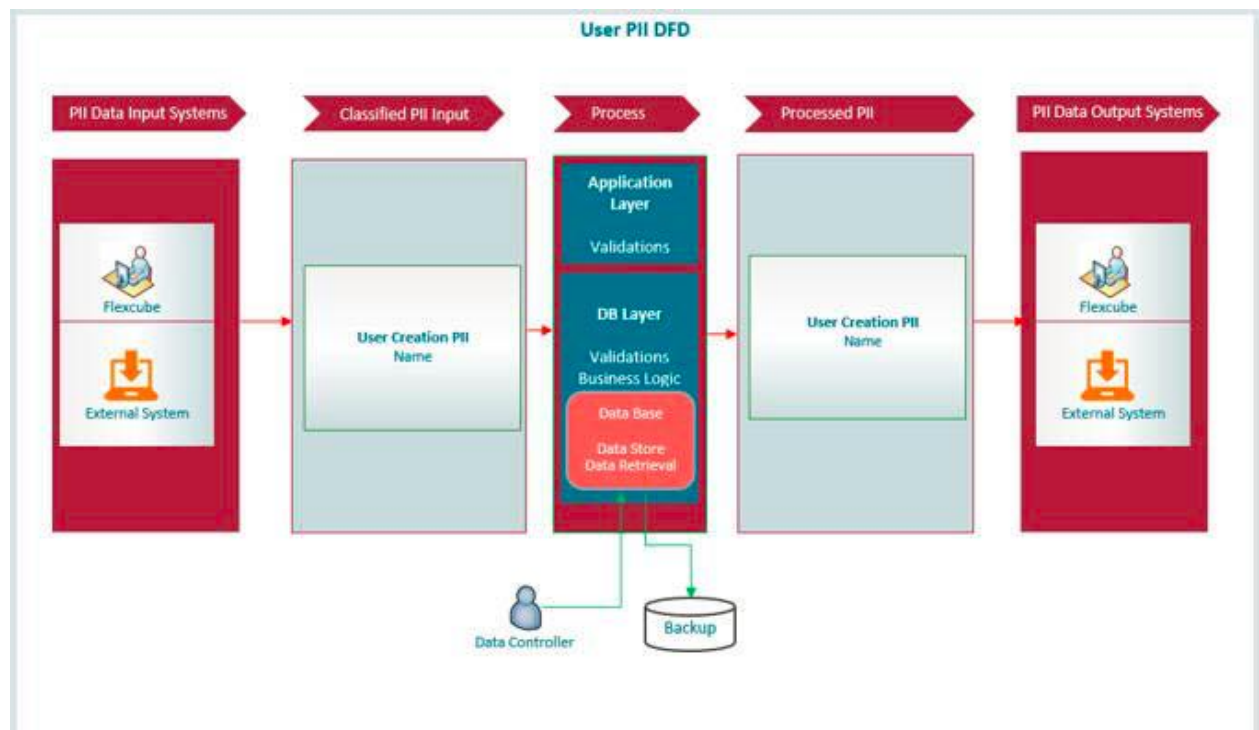 User PII DFD
PII Data Input Systems
Classified PII Input
Process
Processed PII
PII Data Output Systems
Flexcube
External System
User Creation PII
Name
Application
Layer
Validations
DB Layer
Validations
Business Logic
Data Base
Data Store
Data Retrieval
User Creation PII
Name
Flexcube
External System
Data Controller
Backup